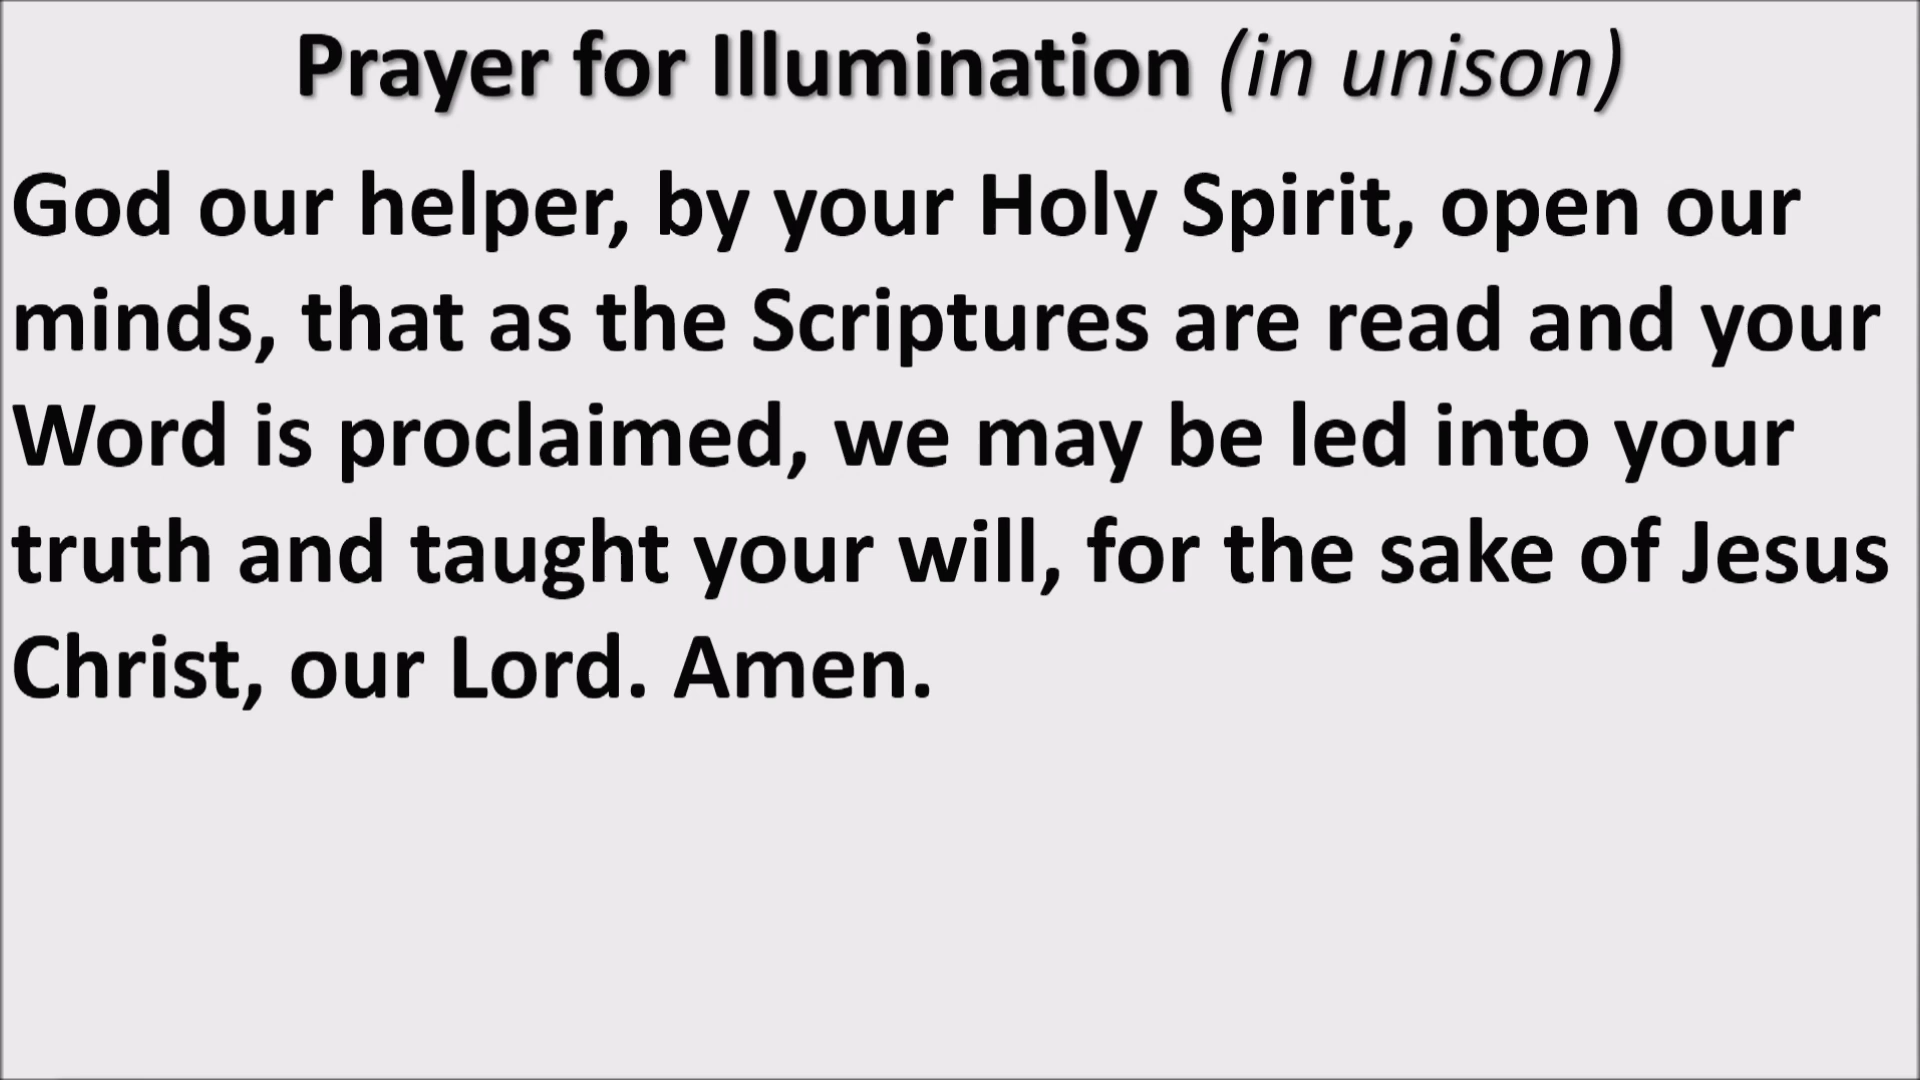 Prayer for Illumination (in unison)
God our helper, by your Holy Spirit, open our
minds, that as the Scriptures are read and your
Word is proclaimed, we may be led into your
truth and taught your will, for the sake of Jesus
Christ, our Lord. Amen.